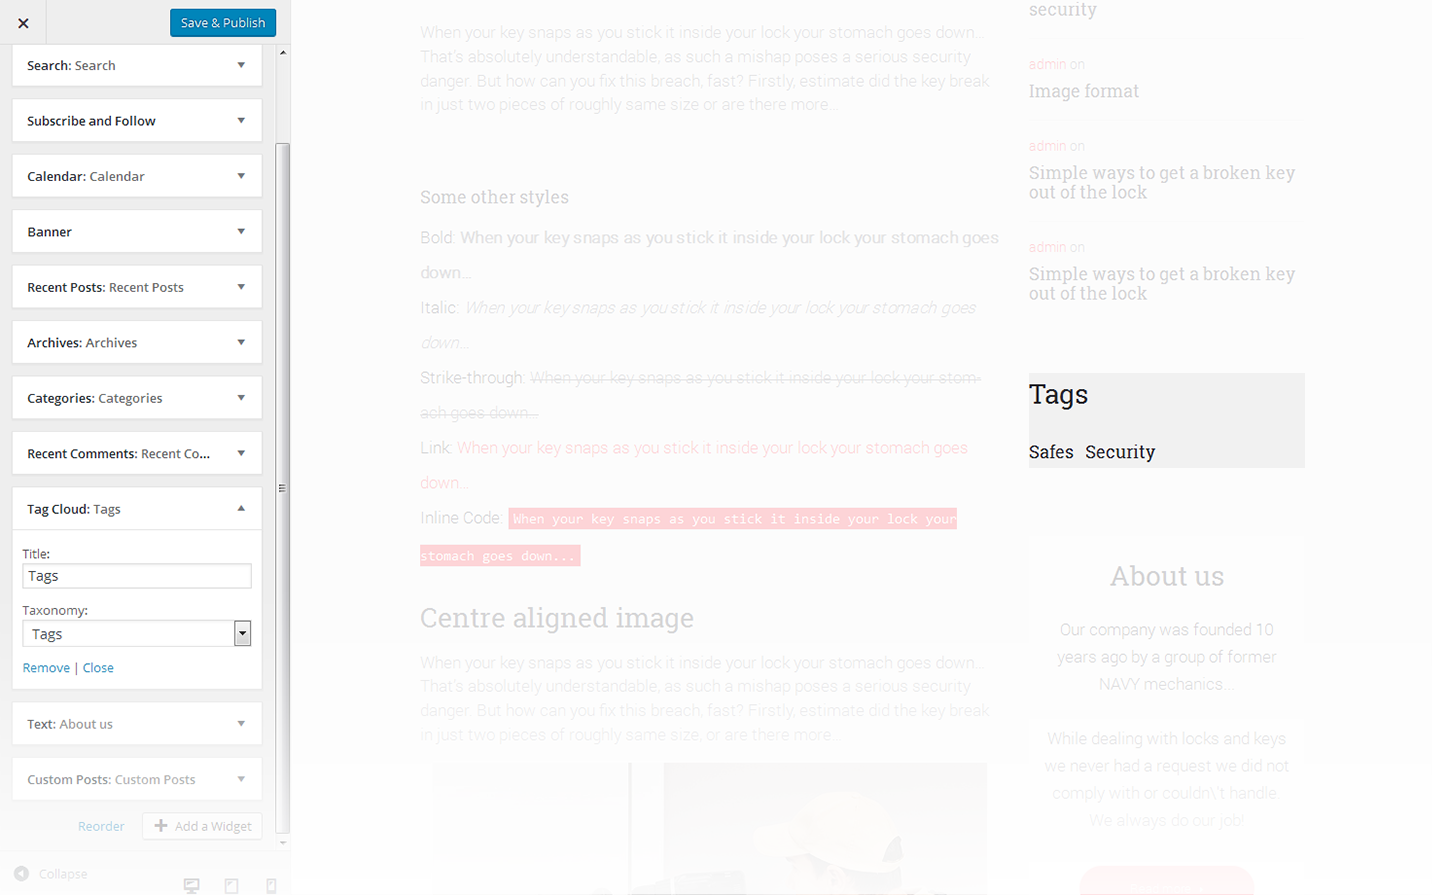 Save & Publish
Search: Search
Subscribe and Follow
Calendar: Calendar
Banner
Recent Posts: Recent Posts
Archives: Archives
Categories: Categories
Recent Comments: Recent Co...
Tag Cloud: Tags
Title:
Tags
Taxonomy:
Tags
Remove | Close
Text: About us
Custom Posts: Custom Posts
Reorder
Add a Widget
Collapse
When your key snaps as you stick it inside your lock your stomach goes down...
That's absolutely understandable, as such a mishap poses a serious security
danger. But how can you fix this breach, fast? Firstly, estimate did the key break
in just two pieces of roughly same size or are there more...
Some other styles
Bold: When your key snaps as you stick it inside your lock your stomach goes
down...
Italic: When your key snaps as you stick it inside your lock your stomach goes
down...
Strike-through: When your key snaps as you stick it inside your lock your stom-
ach goes down...
Link: When your key snaps as you stick it inside your lock your stomach goes
down...
Inline Code: When your key snaps as you stick it inside your lock your
stomach goes down...
Centre aligned image
When your key snaps as you stick it inside your lock your stomach goes down...
That's absolutely understandable, as such a mishap poses a serious security
danger. But how can you fix this breach, fast? Firstly, estimate did the key break
in just two pieces of roughly same size, or are there more...
security
admin on
Image format
admin on
Simple ways to get a broken key
out of the lock
admin on
Simple ways to get a broken key
out of the lock
Tags
Safes Security
About us
Our company was founded 10
years ago by a group of former
NAVY mechanics...
While dealing with locks and keys
we never had a request we did not
comply with or couldn\'t handle.
We always do our job!